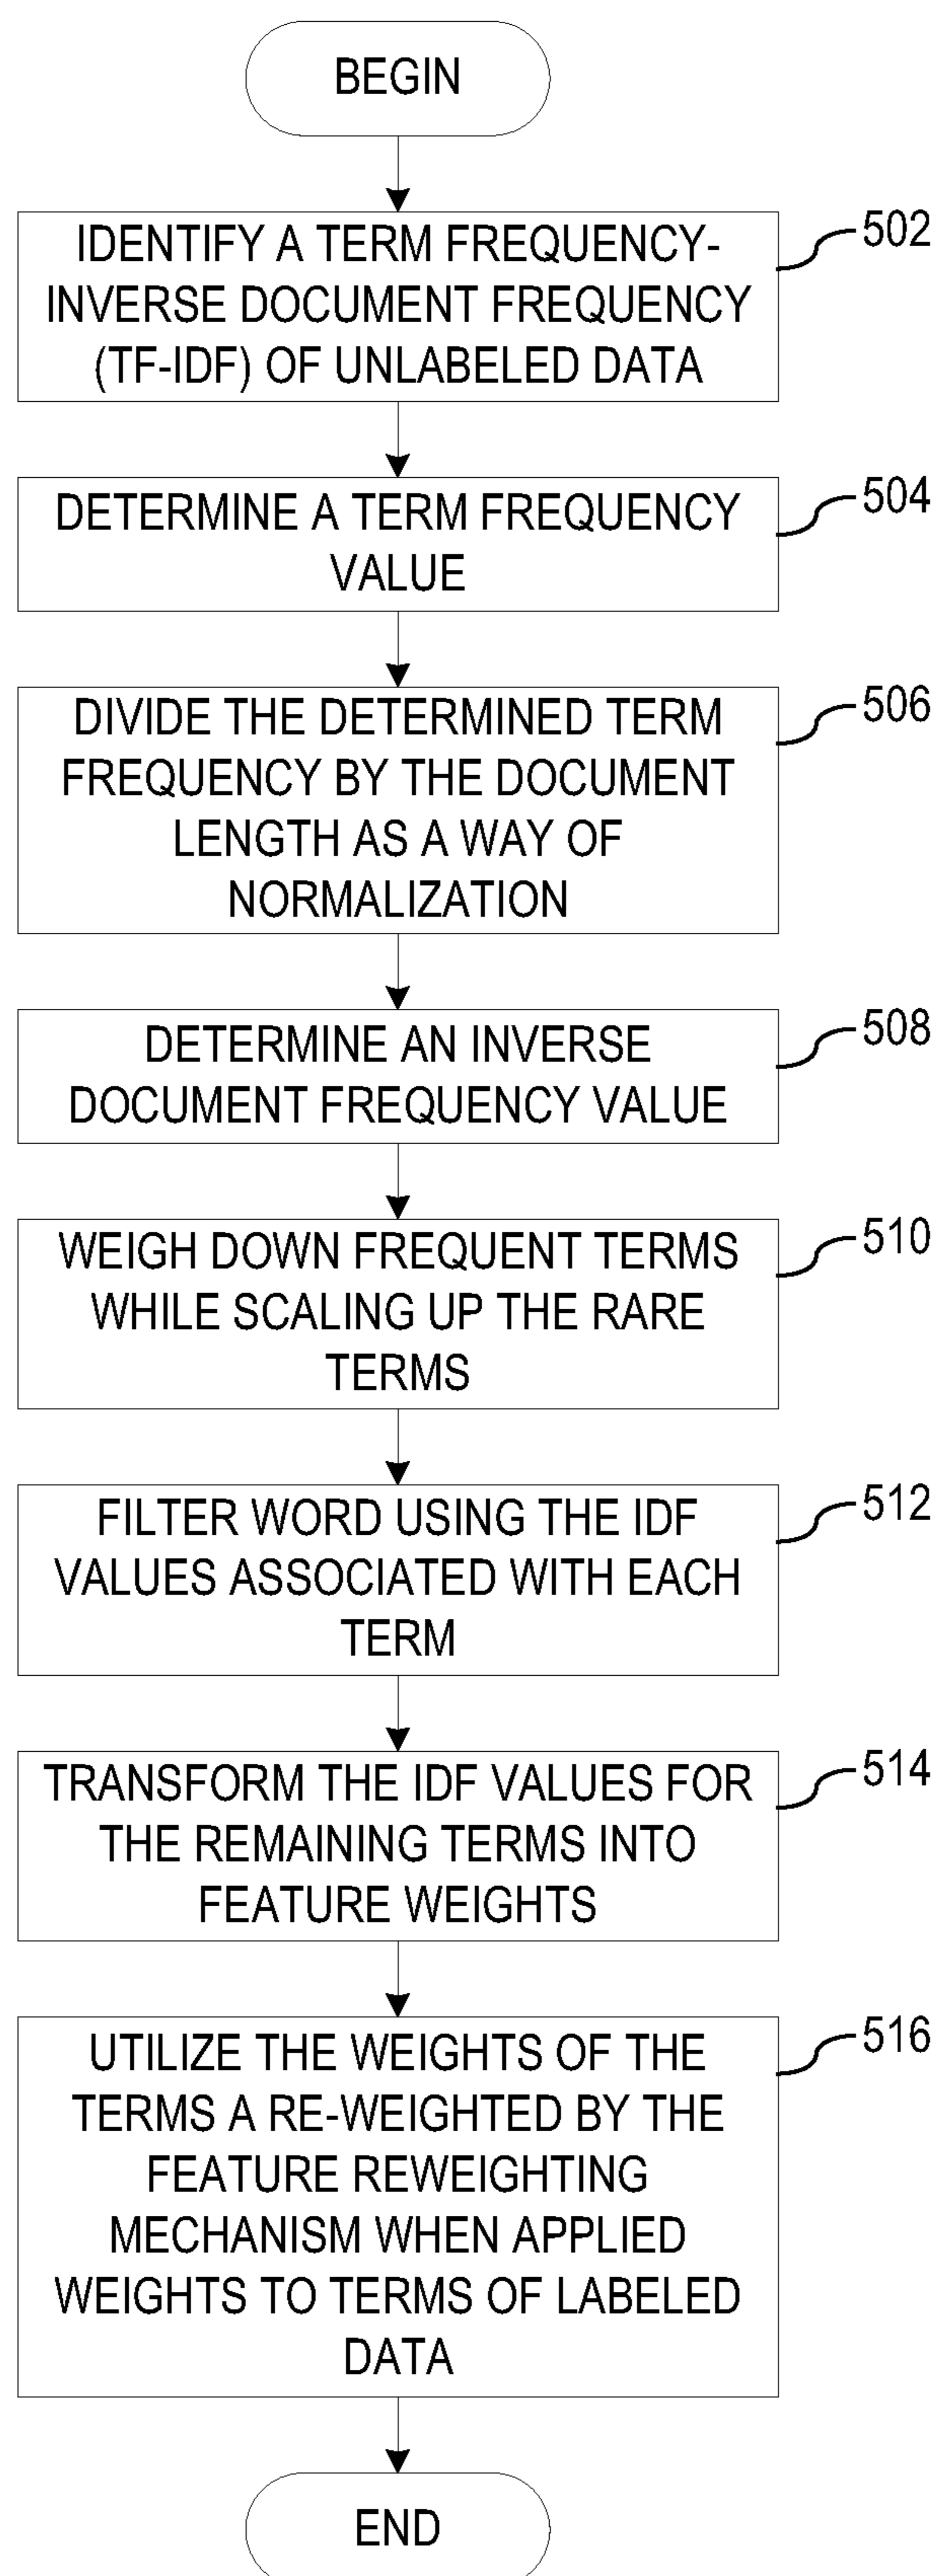 BEGIN
IDENTIFY A TERM FREQUENCY-
INVERSE DOCUMENT FREQUENCY
(TF-IDF) OF UNLABELED DATA
502
DETERMINE A TERM FREQUENCY
VALUE
504
DIVIDE THE DETERMINED TERM
FREQUENCY BY THE DOCUMENT
LENGTH AS A WAY OF
NORMALIZATION
506
DETERMINE AN INVERSE
DOCUMENT FREQUENCY VALUE
508
WEIGH DOWN FREQUENT TERMS
WHILE SCALING UP THE RARE
TERMS
510
FILTER WORD USING THE IDF
VALUES ASSOCIATED WITH EACH
TERM
512
TRANSFORM THE IDF VALUES FOR
THE REMAINING TERMS INTO
FEATURE WEIGHTS
514
UTILIZE THE WEIGHTS OF THE
TERMS A RE-WEIGHTED BY THE
FEATURE REWEIGHTING
MECHANISM WHEN APPLIED
WEIGHTS TO TERMS OF LABELED
DATA
516
END